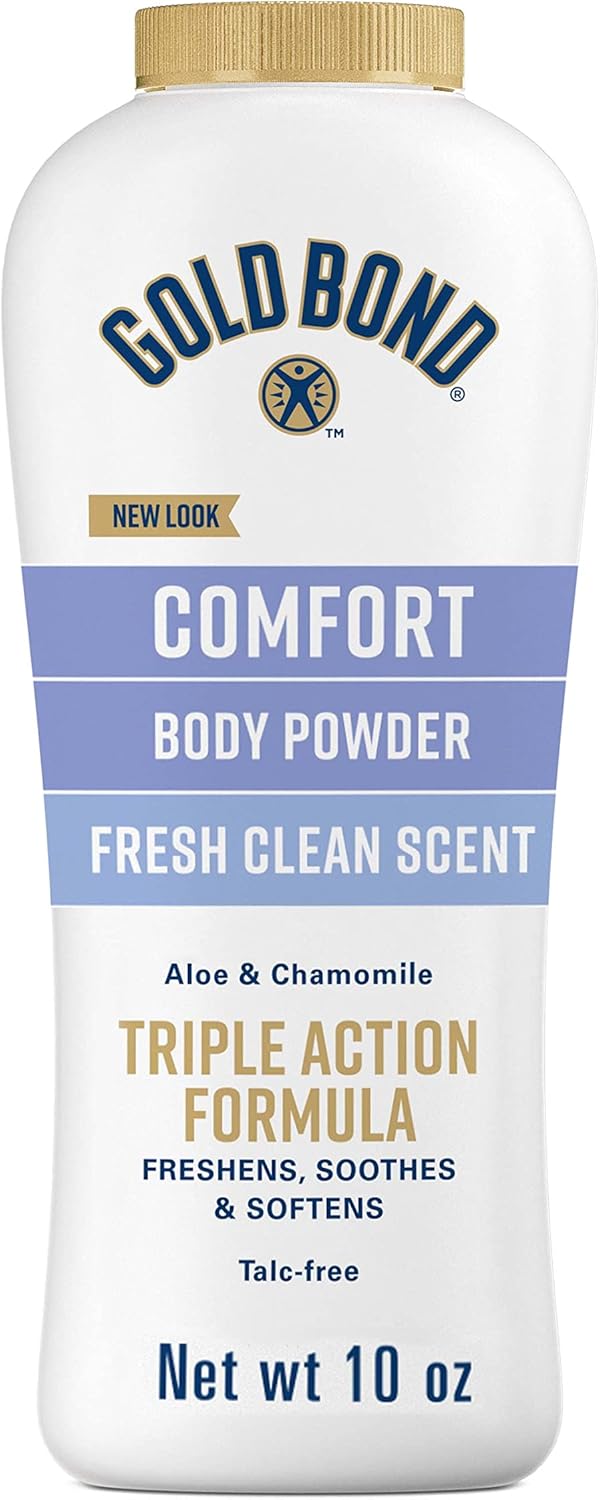 GOLD BOND
®
TM
NEW LOOK
COMFORT
BODY POWDER
FRESH CLEAN SCENT
Aloe & Chamomile
TRIPLE ACTION
FORMULA
FRESHENS, SOOTHES
& SOFTENS
Talc-free
Net wt 10 oz